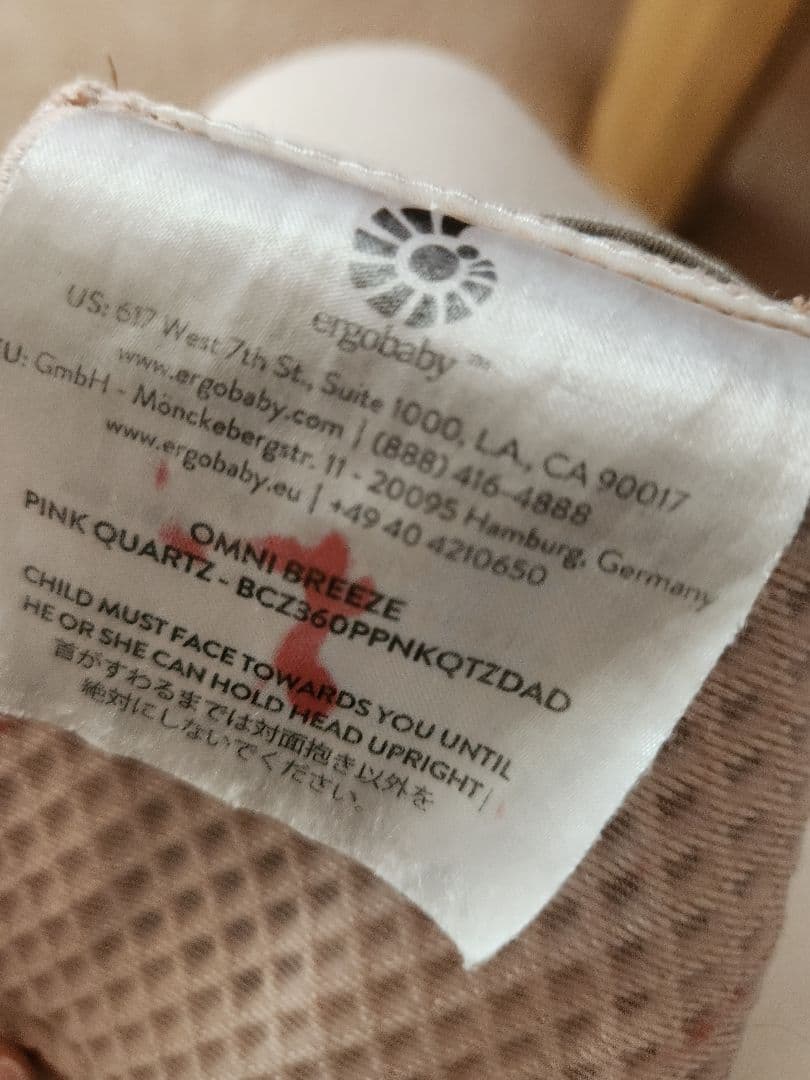 ergobaby™
US: 617 West 7th St., Suite 1000, LA, CA 90017
www.ergobaby.com | (888) 416-4888
EU: GmbH - Mönckebergstr. 11 - 20095 Hamburg, Germany
www.ergobaby.eu | +49 40 4210650
OMNI BREEZE
PINK QUARTZ - BCZ360PPNKQTZDAD
CHILD MUST FACE TOWARDS YOU UNTIL
HE OR SHE CAN HOLD HEAD UPRIGHT |
首がすわるまでは対面抱き以外を
絶対にしないでください。